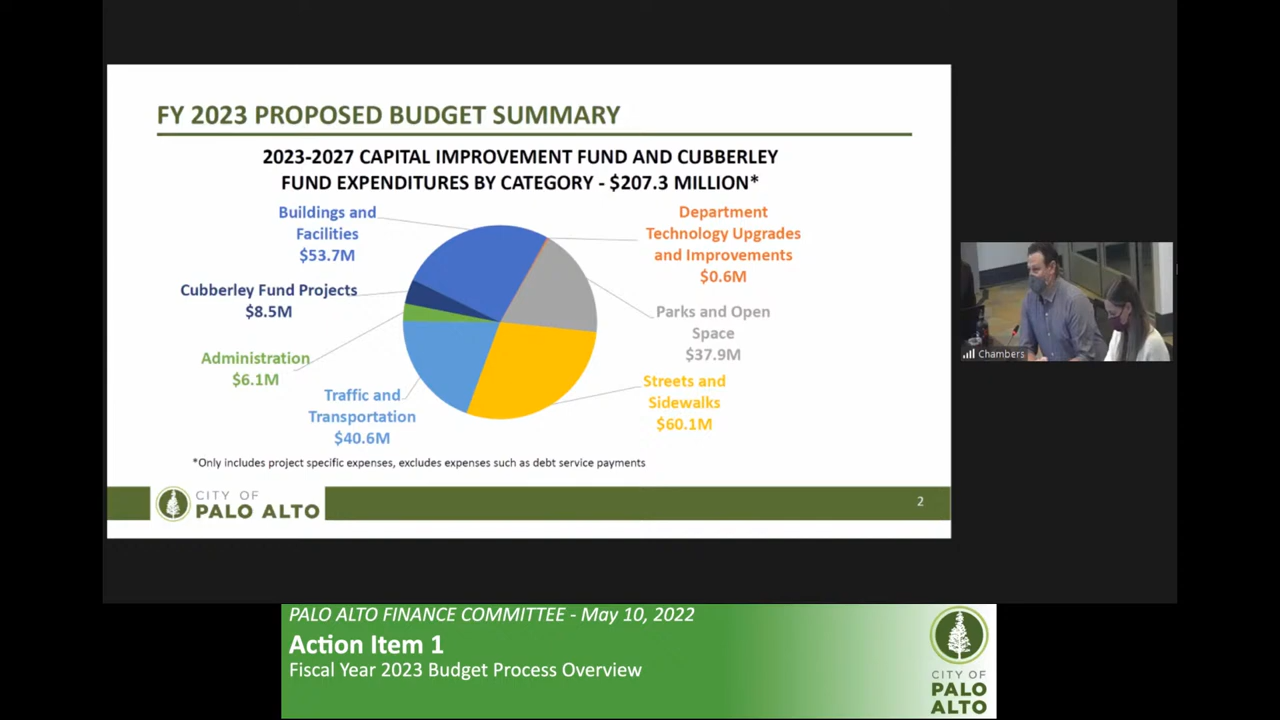 FY 2023 PROPOSED BUDGET SUMMARY
2023-2027 CAPITAL IMPROVEMENT FUND AND CUBBERLEY
FUND EXPENDITURES BY CATEGORY - $207.3 MILLION*
Buildings and
Facilities
$53.7M
Department
Technology Upgrades
and Improvements
$0.6M
Cubberley Fund Projects
$8.5M
Parks and Open
Space
$37.9M
Administration
$6.1M
Streets and
Sidewalks
$60.1M
Traffic and
Transportation
$40.6M
*Only includes project specific expenses, excludes expenses such as debt service payments
CITY OF
PALO ALTO
2
Chambers
PALO ALTO FINANCE COMMITTEE - May 10, 2022
Action Item 1
Fiscal Year 2023 Budget Process Overview
CITY OF
PALO
ALTO